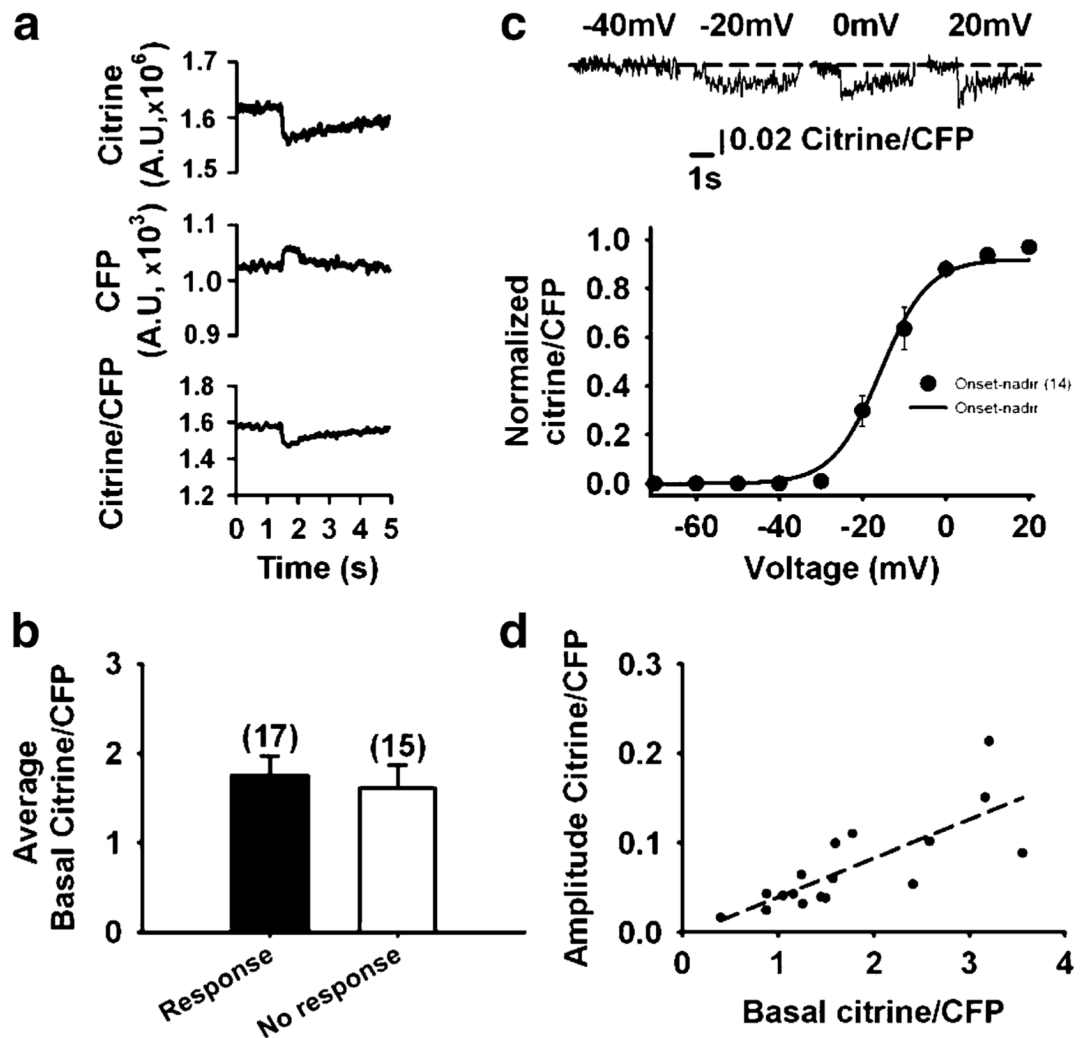 a
Citrine
(A.U,x10⁶)
1.7
1.6
1.5
CFP
(A.U, x10³)
1.1
1.0
0.9
Citrine/CFP
1.8
1.6
1.4
1.2
0 1 2 3 4 5
Time (s)
c
-40mV -20mV 0mV 20mV
0.02 Citrine/CFP
1s
Normalized
citrine/CFP
1.0
0.8
0.6
0.4
0.2
0.0
Onset-nadir (14)
Onset-nadir
-60 -40 -20 0 20
Voltage (mV)
b
Average
Basal Citrine/CFP
3
2
1
0
(17)
(15)
Response
No response
d
Amplitude Citrine/CFP
0.3
0.2
0.1
0.0
0 1 2 3 4
Basal citrine/CFP